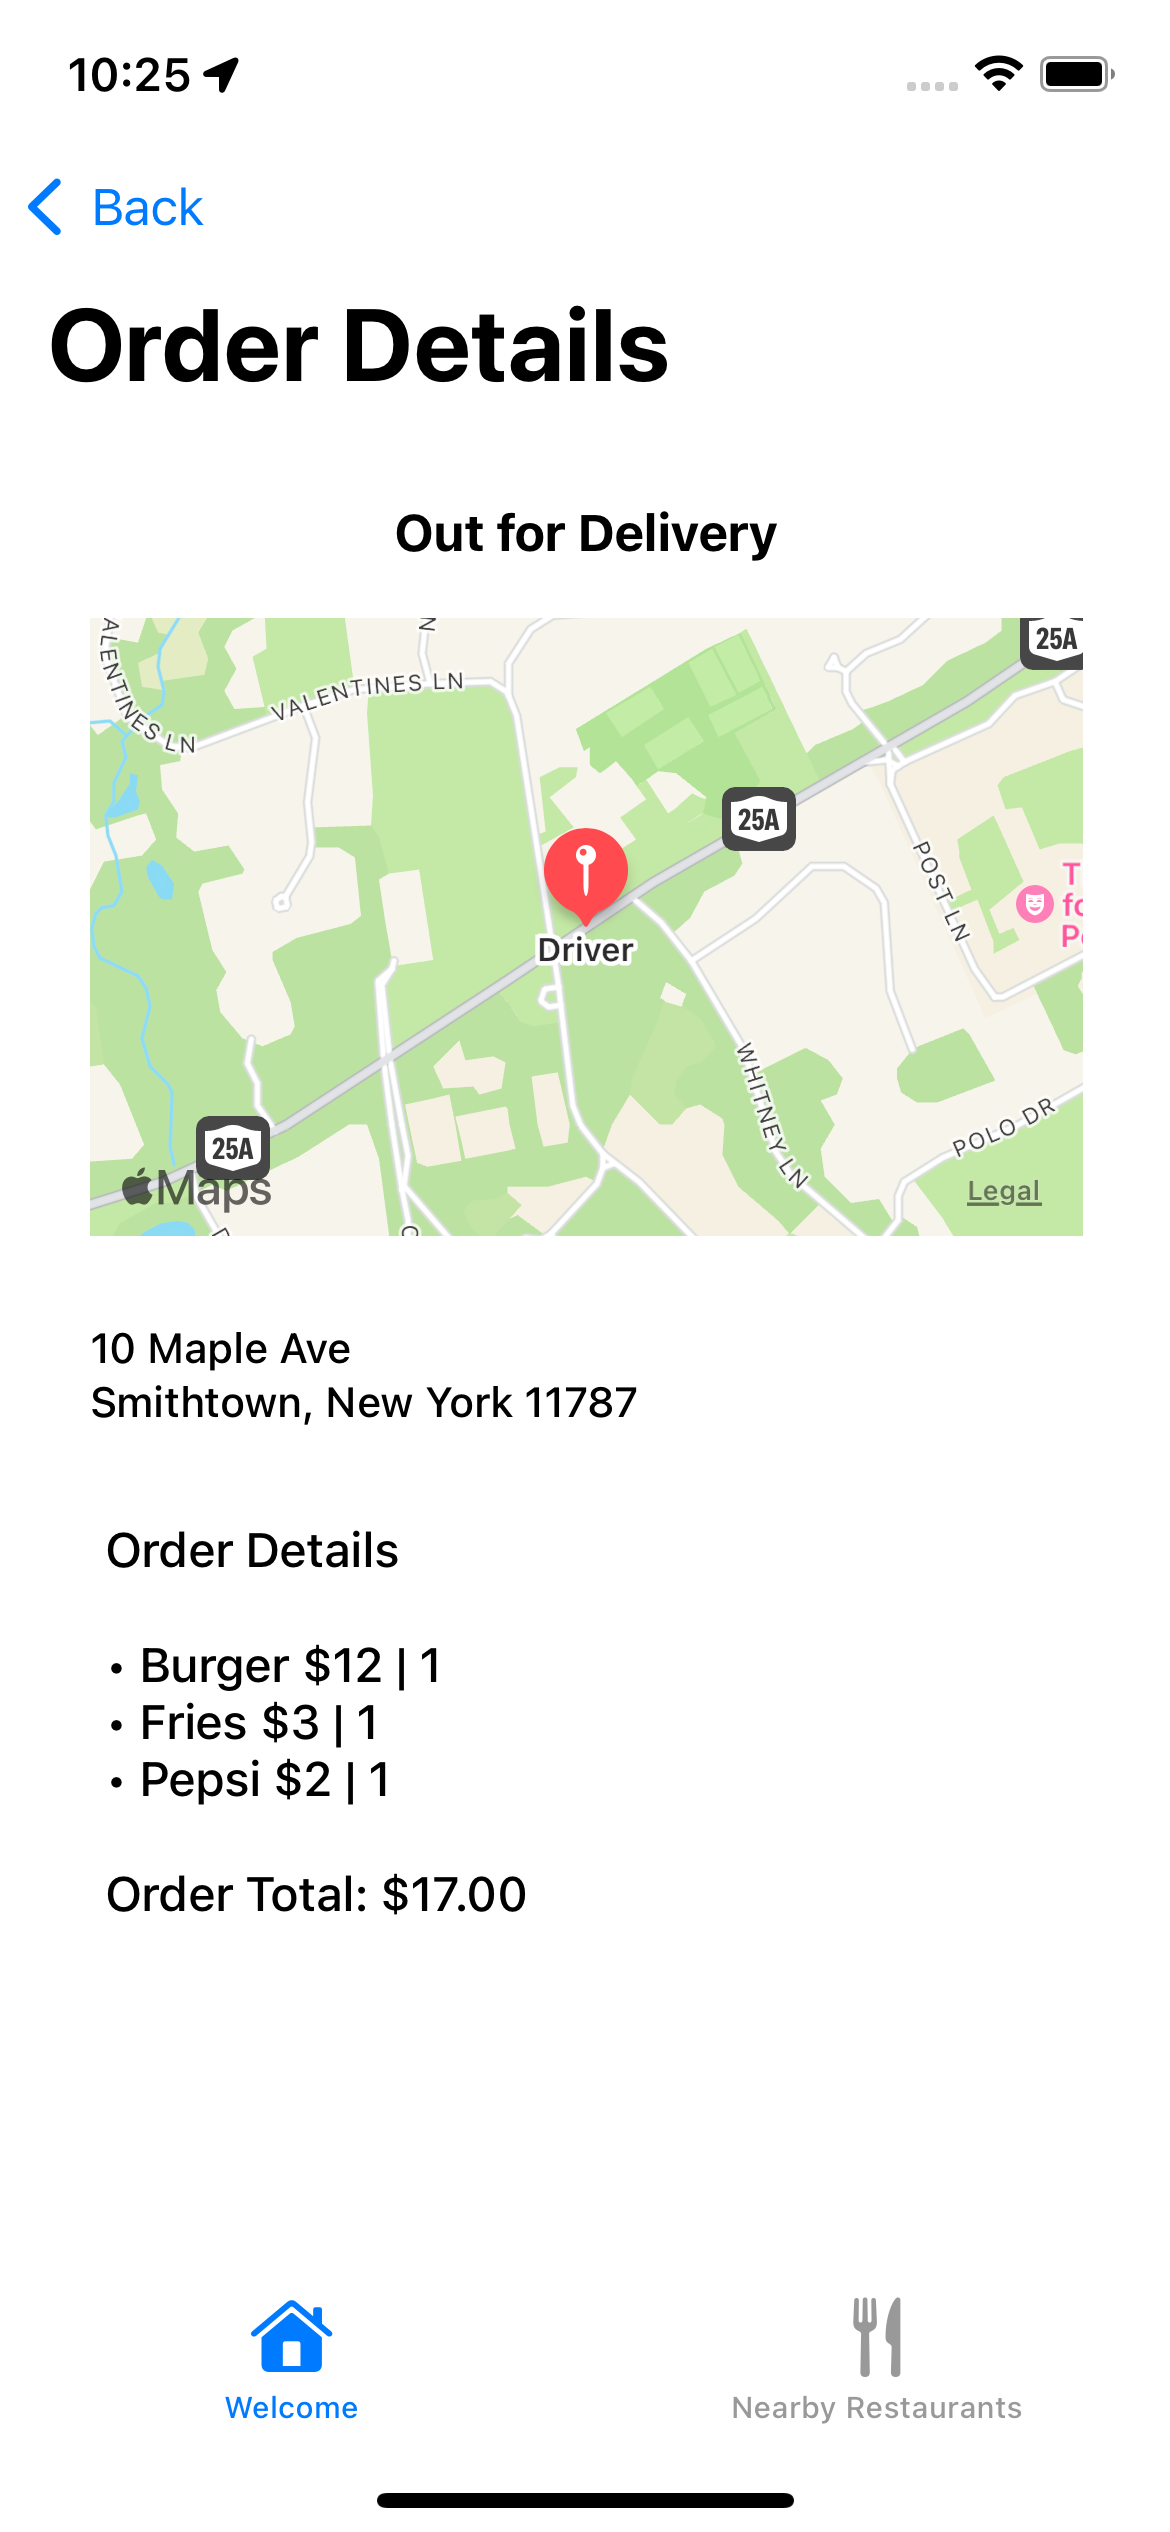 10:25
Back
Order Details
Out for Delivery
25A
VALENTINES LN
VALENTINES LN
25A
POST LN
Driver
WHITNEY LN
POLO DR
25A
Maps
Legal
10 Maple Ave
Smithtown, New York 11787
Order Details
• Burger $12 | 1
• Fries $3 | 1
• Pepsi $2 | 1
Order Total: $17.00
Welcome
Nearby Restaurants